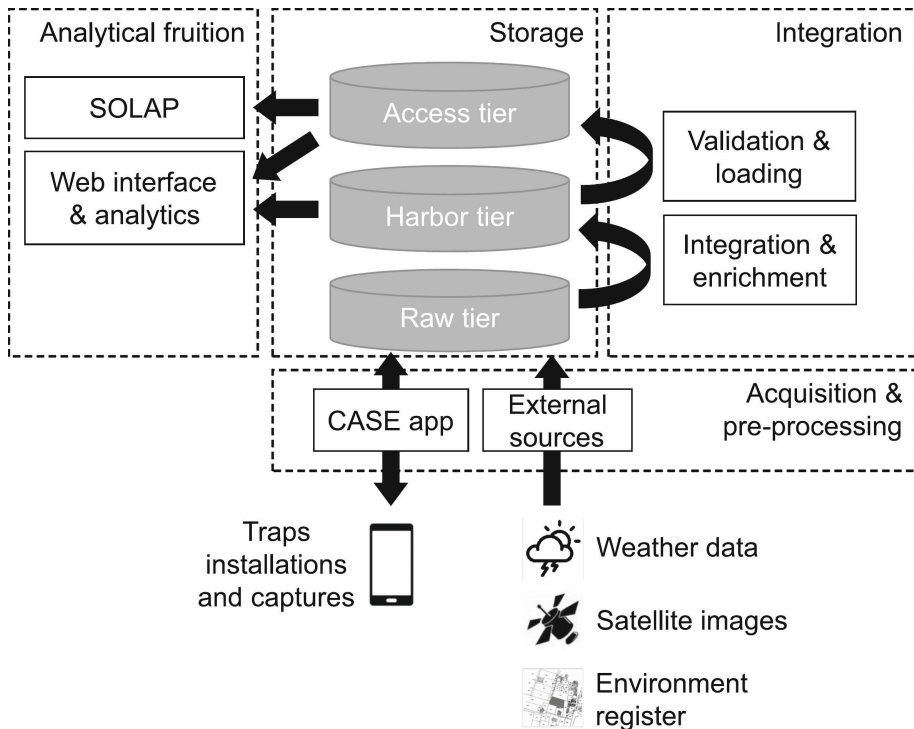 Analytical fruition
Storage
Integration
SOLAP
Web interface
& analytics
Access tier
Harbor tier
Raw tier
Validation &
loading
Integration &
enrichment
CASE app
External
sources
Acquisition &
pre-processing
Traps
installations
and captures
Weather data
Satellite images
Environment
register